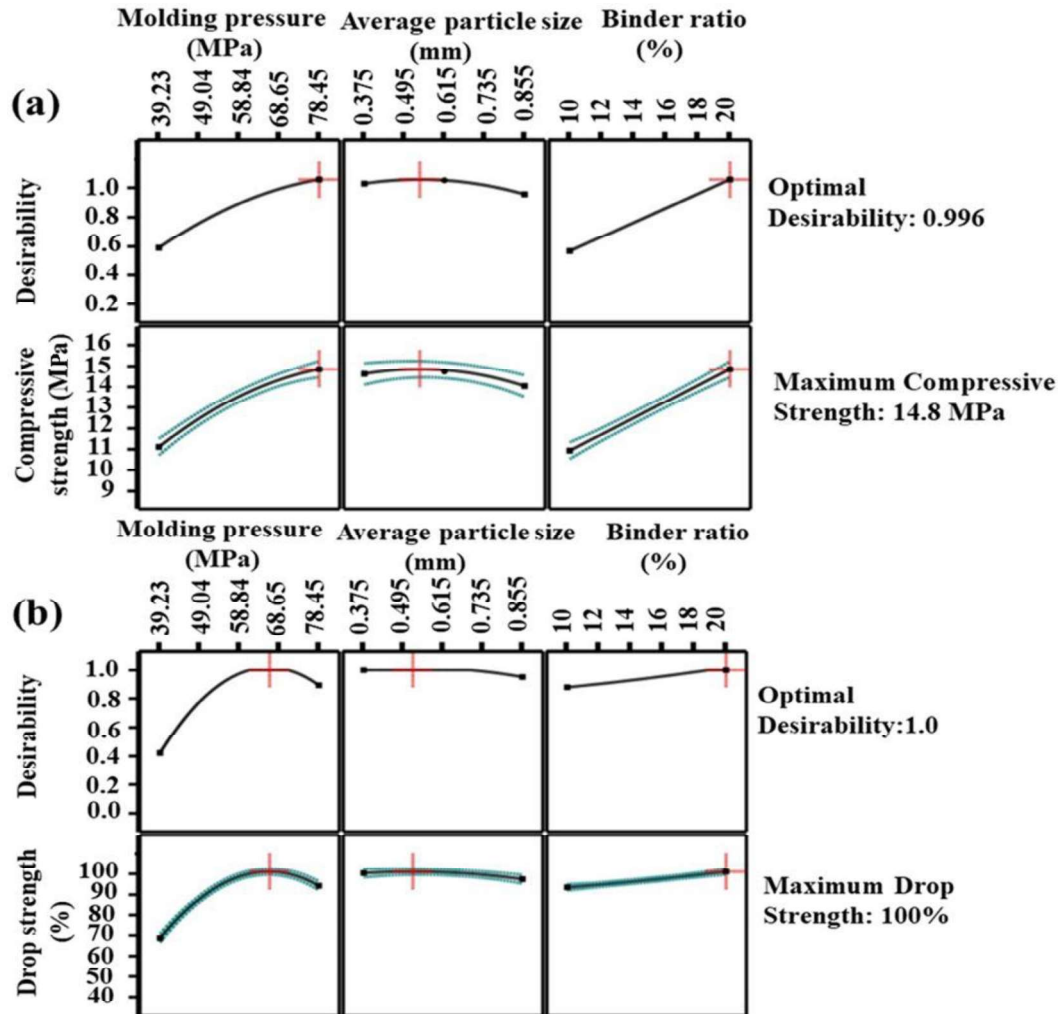 Molding pressure
(MPa)
Average particle size
(mm)
Binder ratio
(%)
39.23
49.04
58.84
68.65
78.45
0.375
0.495
0.615
0.735
0.855
10
12
14
16
18
20
(a)
Desirability
1.0
0.8
0.6
0.4
0.2
Optimal
Desirability: 0.996
Compressive
strength (MPa)
16
15
14
13
11
10
9
Maximum Compressive
Strength: 14.8 MPa
Molding pressure
(MPa)
Average particle size
(mm)
Binder ratio
(%)
39.23
49.04
58.84
68.65
78.45
0.375
0.495
0.615
0.735
0.855
10
12
14
16
18
20
(b)
Desirability
1.0
0.8
0.6
0.4
0.2
0.0
Optimal
Desirability:1.0
Drop strength
(%)
100
90
80
70
60
50
40
Maximum Drop
Strength: 100%